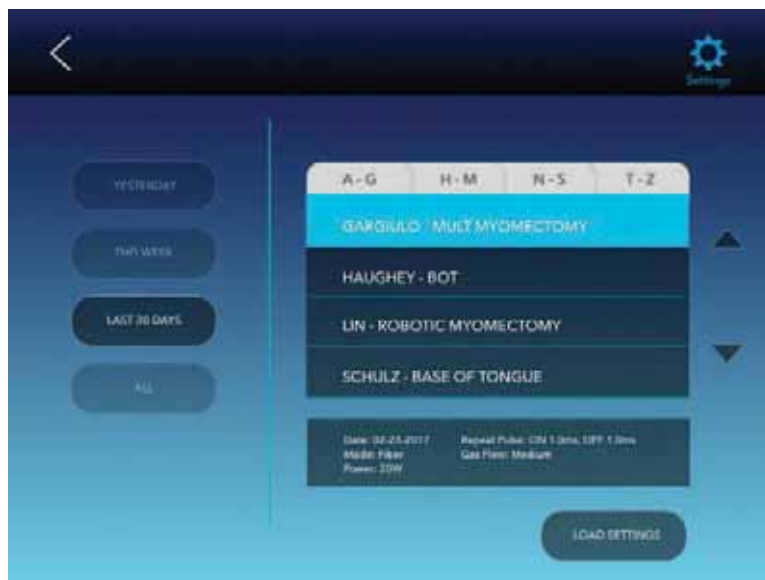 Settings
YESTERDAY
THIS WEEK
LAST 30 DAYS
ALL
A - G H - M N - S T - Z
GARGIULO - MULT MYOMECTOMY
HAUGHEY - BOT
LIN - ROBOTIC MYOMECTOMY
SCHULZ - BASE OF TONGUE
Date: 02-23-2017 Repeat Pulse: ON 1.0ms, OFF 1.0ms
Mode: Fiber Gas Flow: Medium
Power: 20W
LOAD SETTINGS